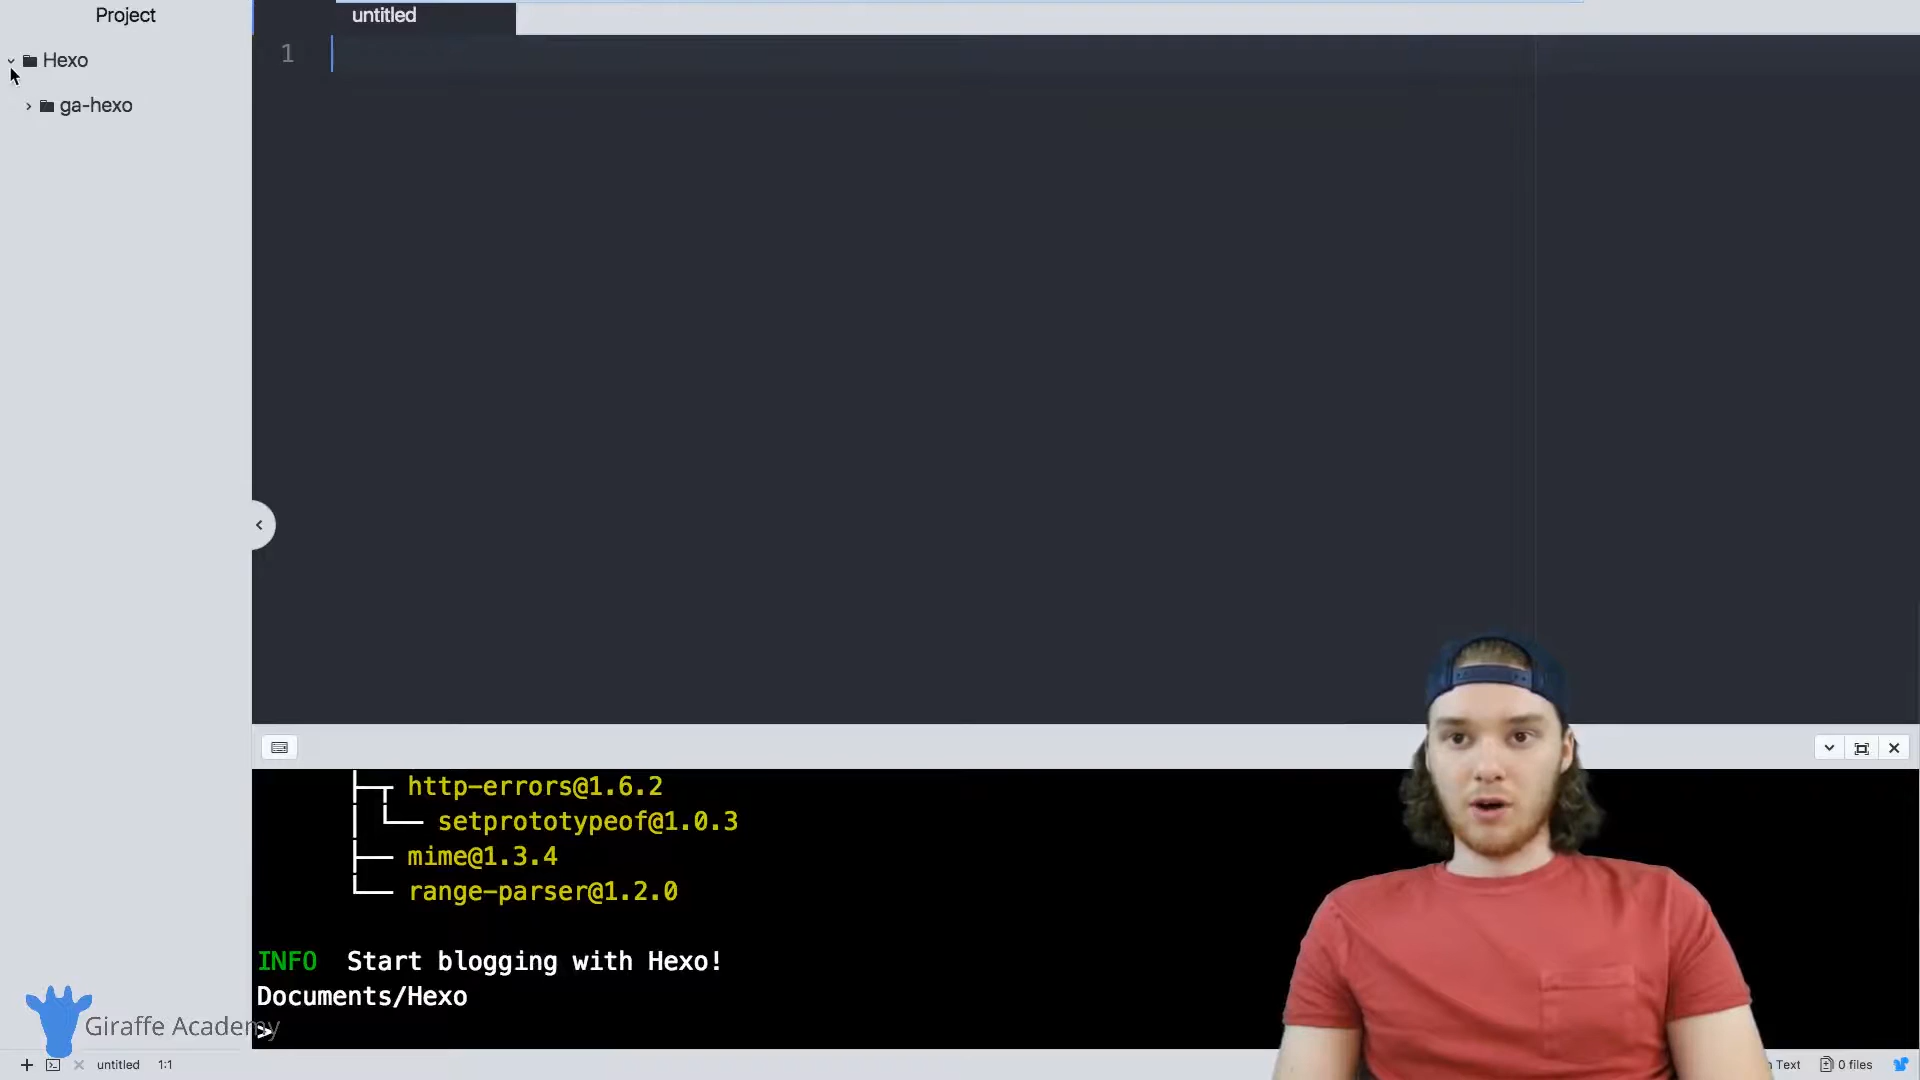 Project
untitled
Hexo
1
ga-hexo
http-errors@1.6.2
setprototypeof@1.0.3
mime@1.3.4
range-parser@1.2.0
INFO Start blogging with Hexo!
Documents/Hexo
>
Giraffe Academy
untitled 1:1
Text 0 files